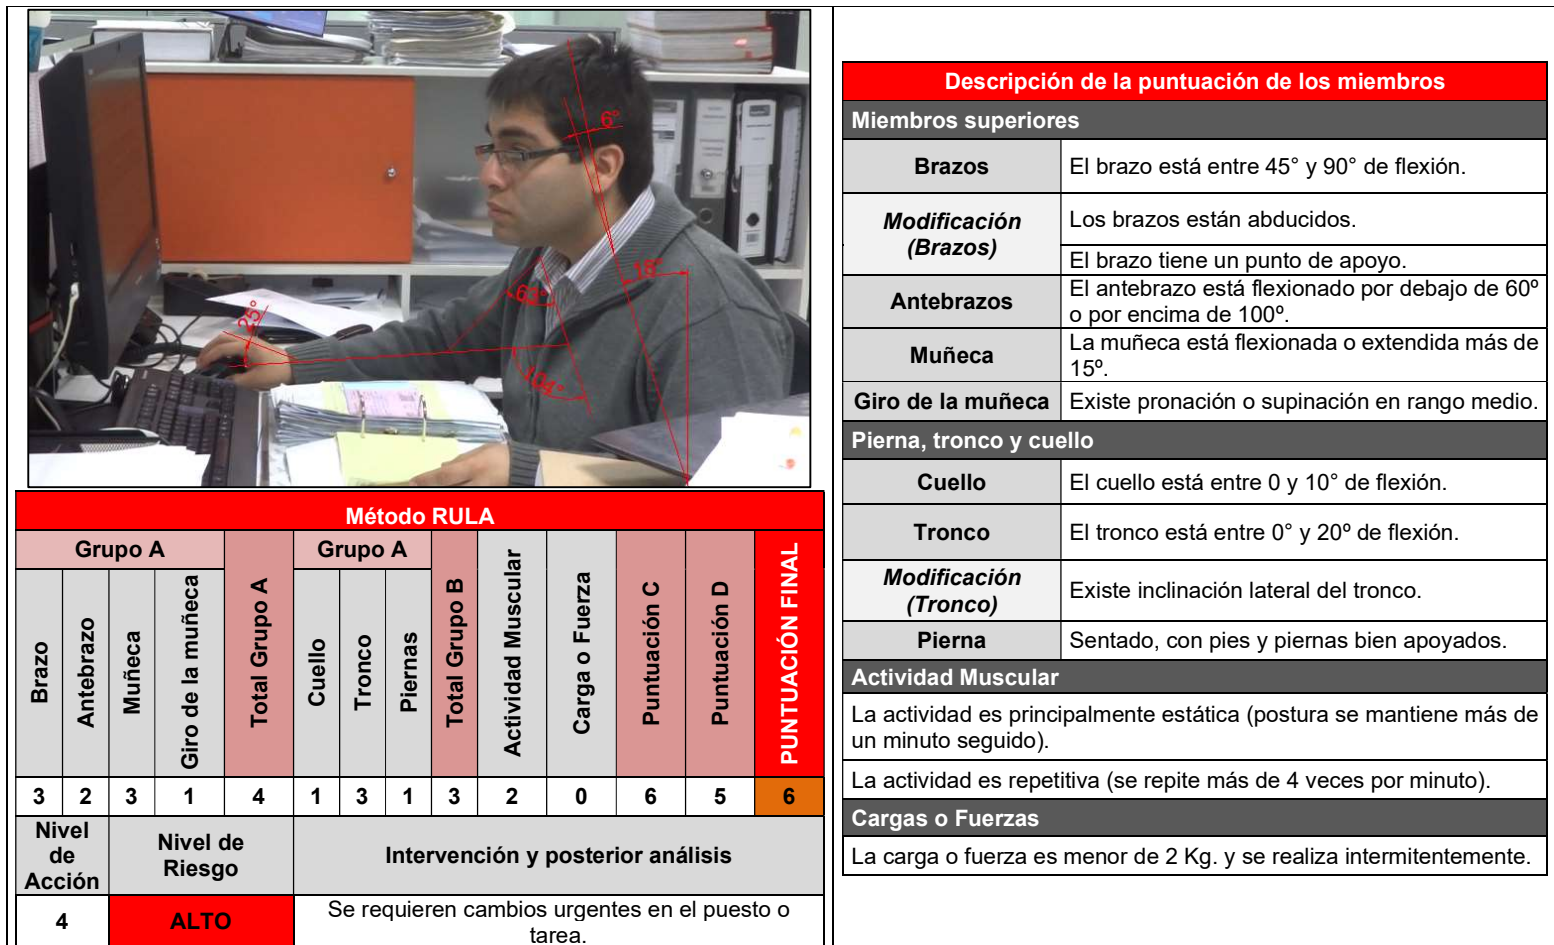 6°
18°
63°
25°
104°
Método RULA
Grupo A
Grupo A
Brazo
Antebrazo
Muñeca
Giro de la muñeca
Total Grupo A
Cuello
Tronco
Piernas
Total Grupo B
Actividad Muscular
Carga o Fuerza
Puntuación C
Puntuación D
PUNTUACIÓN FINAL
3 2 3 1 4 1 3 1 3 2 0 6 5 6
Nivel
de
Acción
Nivel de
Riesgo
Intervención y posterior análisis
4
ALTO
Se requieren cambios urgentes en el puesto o
tarea.
Descripción de la puntuación de los miembros
Miembros superiores
Brazos
El brazo está entre 45° y 90° de flexión.
Modificación
(Brazos)
Los brazos están abducidos.
El brazo tiene un punto de apoyo.
Antebrazos
El antebrazo está flexionado por debajo de 60º
o por encima de 100º.
Muñeca
La muñeca está flexionada o extendida más de
15º.
Giro de la muñeca
Existe pronación o supinación en rango medio.
Pierna, tronco y cuello
Cuello
El cuello está entre 0 y 10° de flexión.
Tronco
El tronco está entre 0° y 20º de flexión.
Modificación
(Tronco)
Existe inclinación lateral del tronco.
Pierna
Sentado, con pies y piernas bien apoyados.
Actividad Muscular
La actividad es principalmente estática (postura se mantiene más de
un minuto seguido).
La actividad es repetitiva (se repite más de 4 veces por minuto).
Cargas o Fuerzas
La carga o fuerza es menor de 2 Kg. y se realiza intermitentemente.